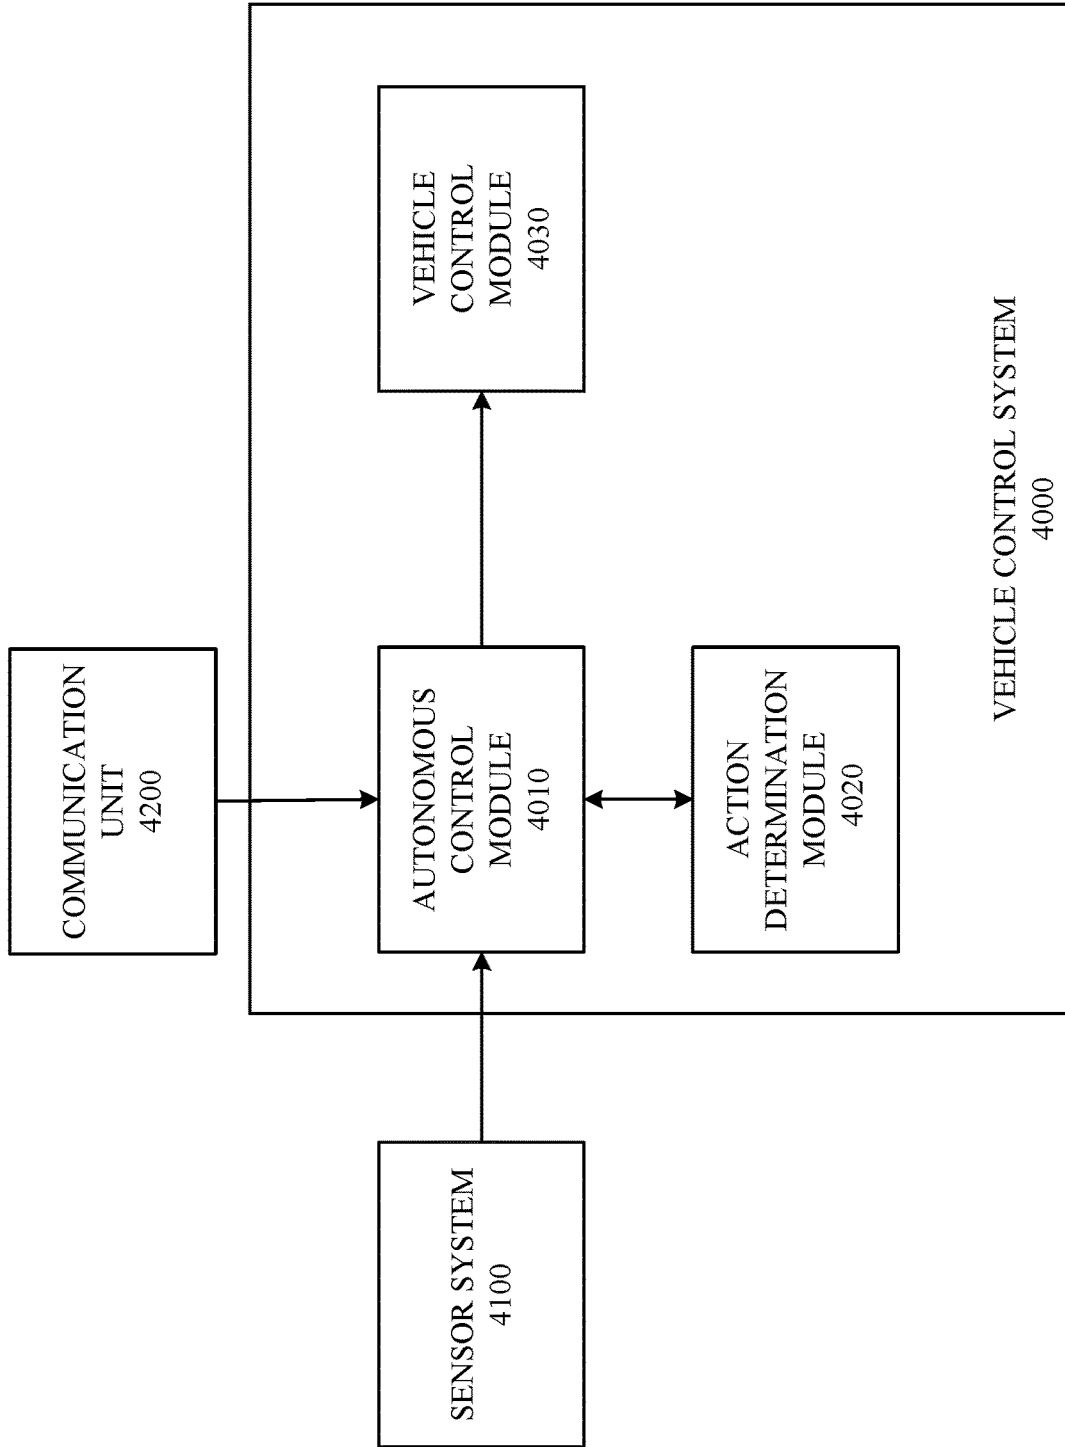 COMMUNICATION
UNIT
4200
SENSOR SYSTEM
4100
AUTONOMOUS
CONTROL
MODULE
4010
VEHICLE
CONTROL
MODULE
4030
ACTION
DETERMINATION
MODULE
4020
VEHICLE CONTROL SYSTEM
4000